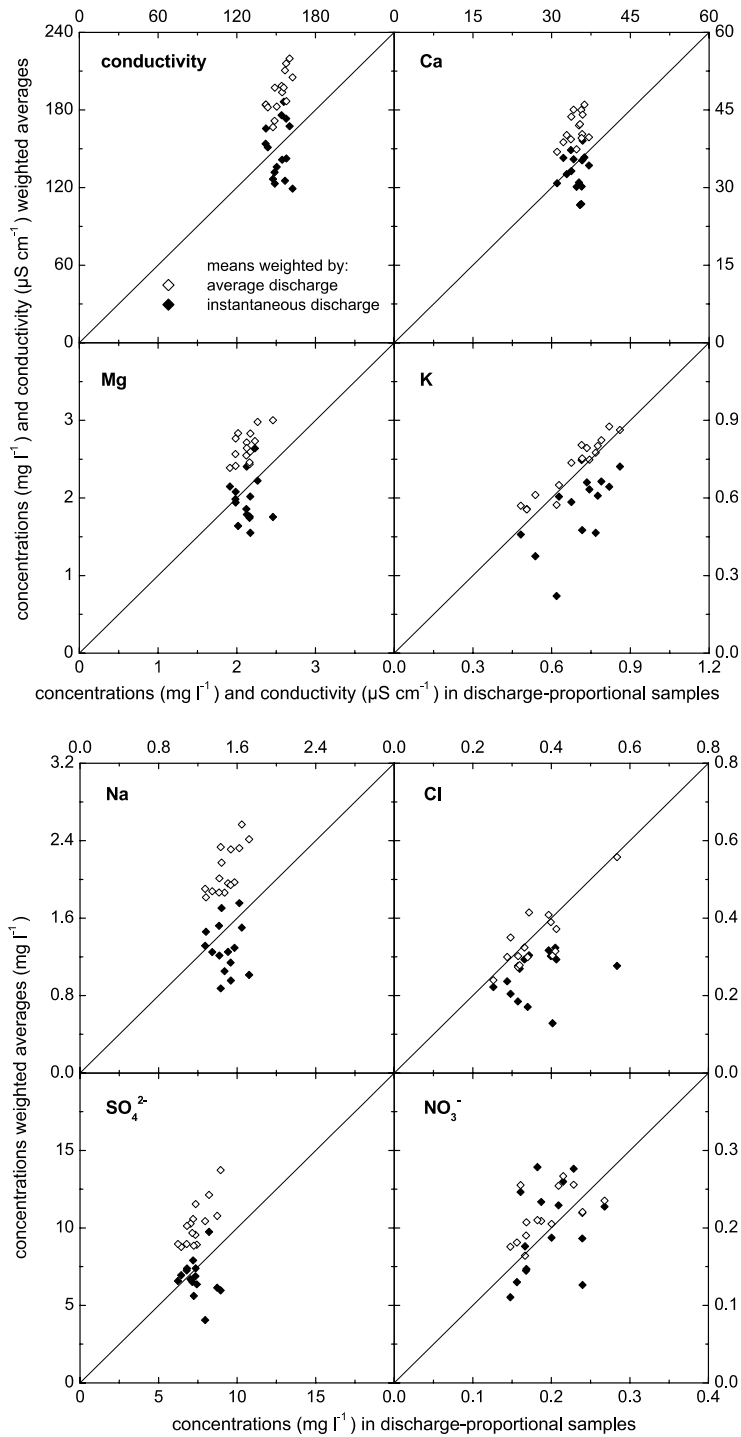 0 60 120 180 0 15 30 45 60
240 60
conductivity Ca
180 45
120 30
means weighted by:
average discharge
instantaneous discharge
60 15
0 0
Mg K
3 0.9
2 0.6
1 0.3
0 0.0
0 1 2 3 0.0 0.3 0.6 0.9 1.2
concentrations (mg l⁻¹) and conductivity (µS cm⁻¹) weighted averages
concentrations (mg l⁻¹) and conductivity (µS cm⁻¹) in discharge-proportional samples
0.0 0.8 1.6 2.4 0.0 0.2 0.4 0.6 0.8
3.2 0.8
Na Cl
2.4 0.6
1.6 0.4
0.8 0.2
0.0 0.0
SO₄²⁻ NO₃⁻
15 0.3
10 0.2
5 0.1
0 0.0
0 5 10 15 0.0 0.1 0.2 0.3 0.4
concentrations weighted averages (mg l⁻¹)
concentrations (mg l⁻¹) in discharge-proportional samples